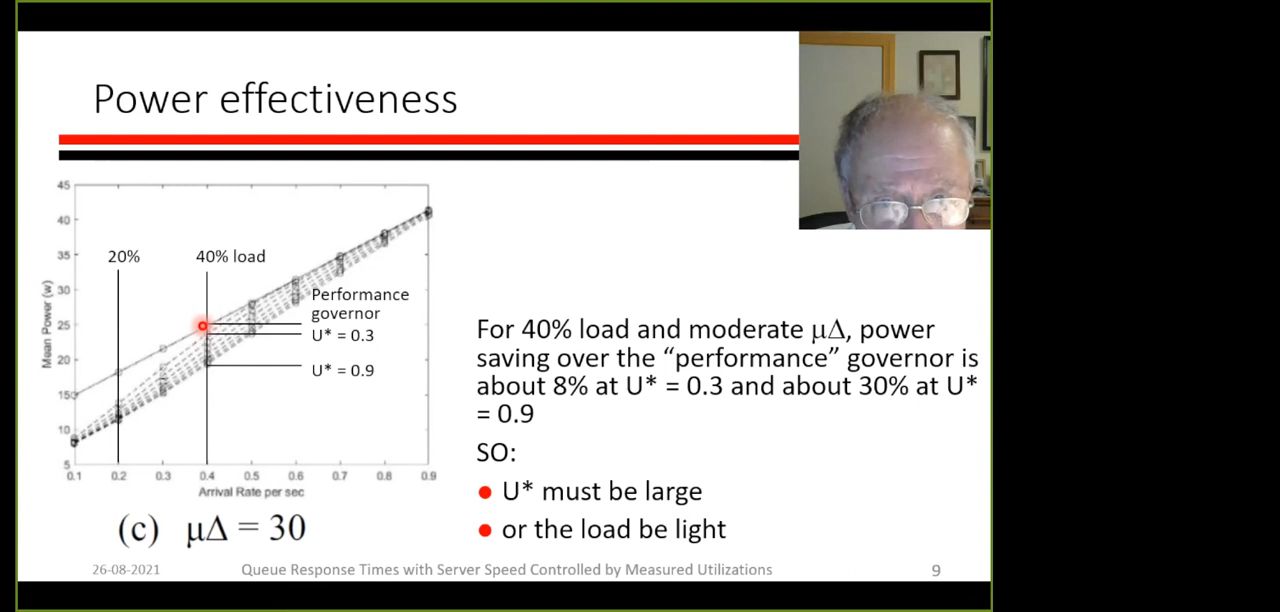 Power effectiveness
45
40
35
30
25
20
15
10
5
Mean Power (w)
20%
40% load
Performance
governor
U* = 0.3
U* = 0.9
0.1 0.2 0.3 0.4 0.5 0.6 0.7 0.8 0.9
Arrival Rate per sec
(c) μΔ = 30
For 40% load and moderate μΔ, power
saving over the “performance” governor is
about 8% at U* = 0.3 and about 30% at U*
= 0.9
SO:
U* must be large
or the load be light
26-08-2021
Queue Response Times with Server Speed Controlled by Measured Utilizations
9